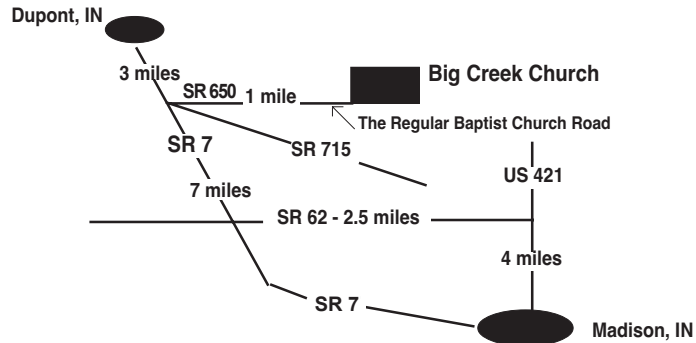 Dupont, IN
3 miles
SR 650
1 mile
Big Creek Church
The Regular Baptist Church Road
SR 7
SR 715
US 421
7 miles
SR 62 - 2.5 miles
4 miles
SR 7
Madison, IN